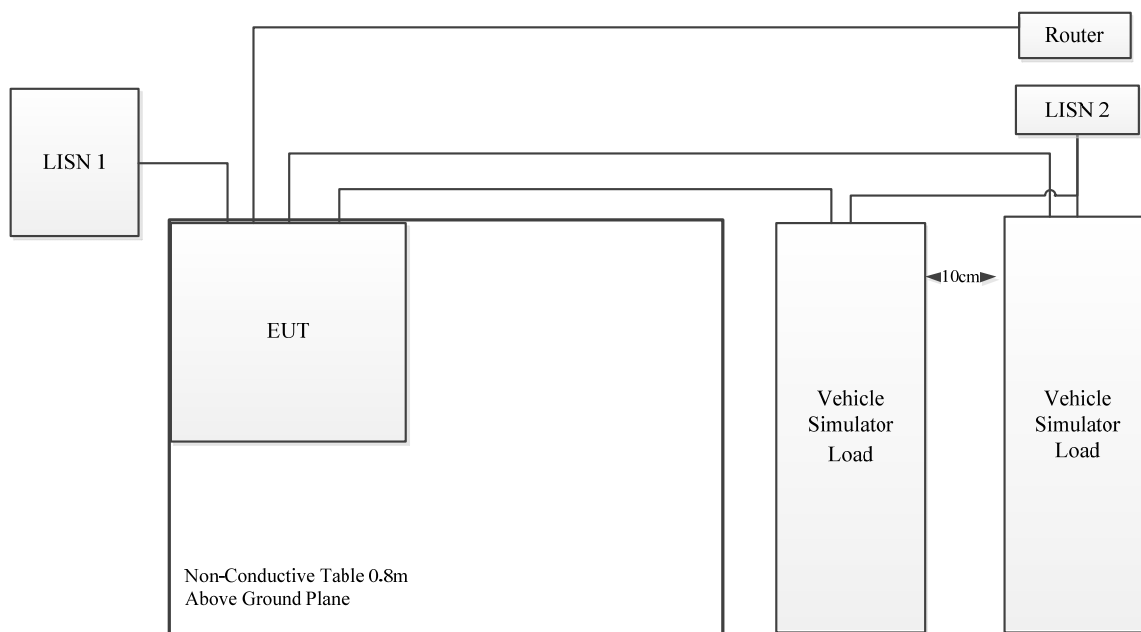 Router
LISN 2
LISN 1
10cm
EUT
Vehicle
Simulator
Load
Vehicle
Simulator
Load
Non-Conductive Table 0.8m
Above Ground Plane